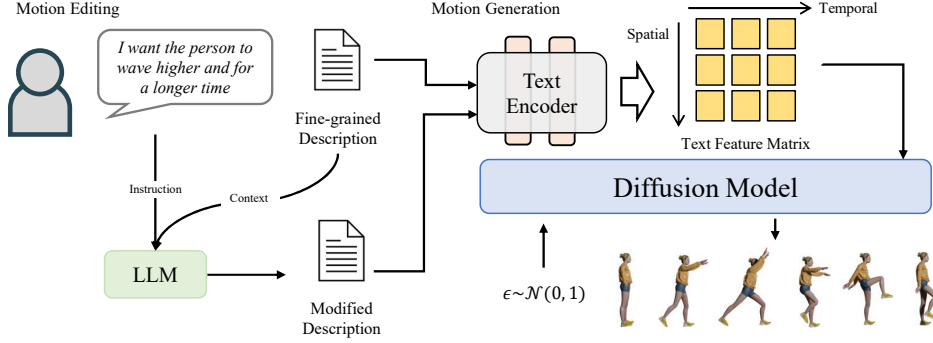 Motion Editing
I want the person to
wave higher and for
a longer time
Instruction
Context
LLM
Fine-grained
Description
Modified
Description
Motion Generation
Text
Encoder
Temporal
Spatial
Text Feature Matrix
Diffusion Model
ϵ~𝒩(0, 1)